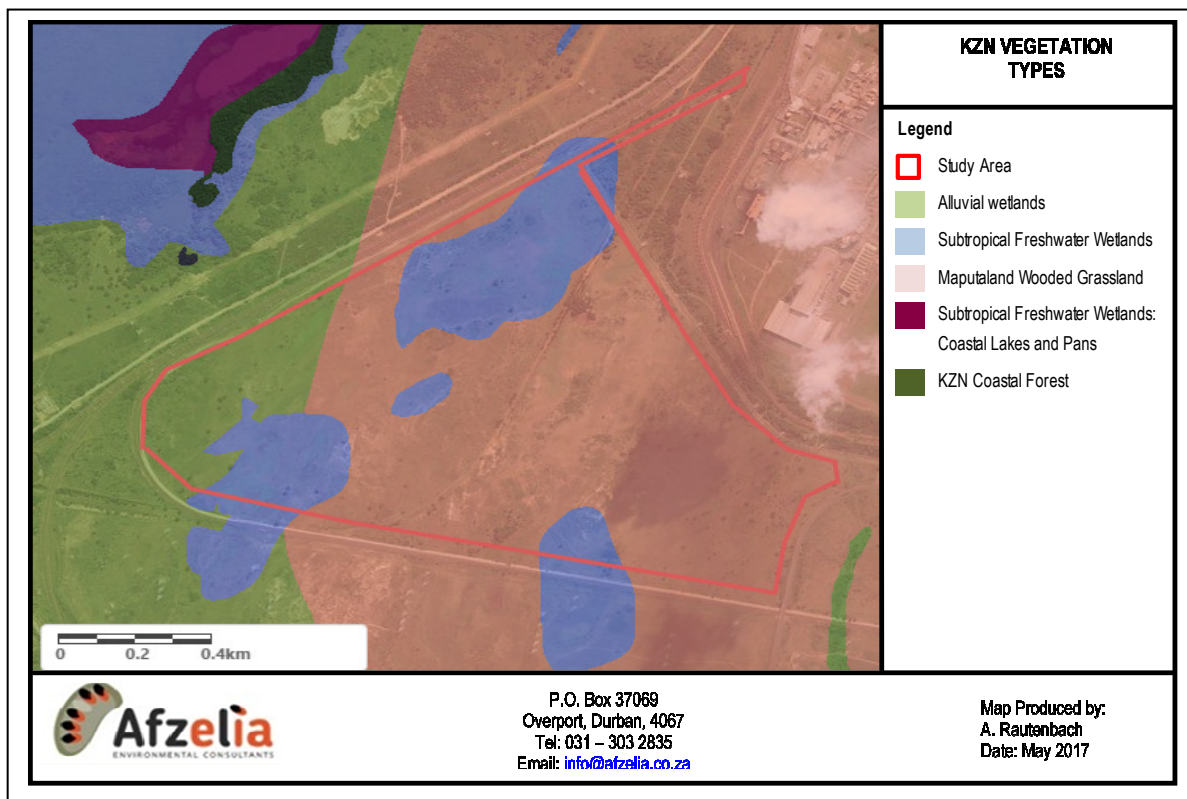 KZN VEGETATION
TYPES
Legend
Study Area
Alluvial wetlands
Subtropical Freshwater Wetlands
Maputaland Wooded Grassland
Subtropical Freshwater Wetlands:
Coastal Lakes and Pans
KZN Coastal Forest
0 0.2 0.4km
Afzelia
ENVIRONMENTAL CONSULTANTS
P.O. Box 37069
Overport, Durban, 4067
Tel: 031 – 303 2835
Email: info@afzelia.co.za
Map Produced by:
A. Rautenbach
Date: May 2017